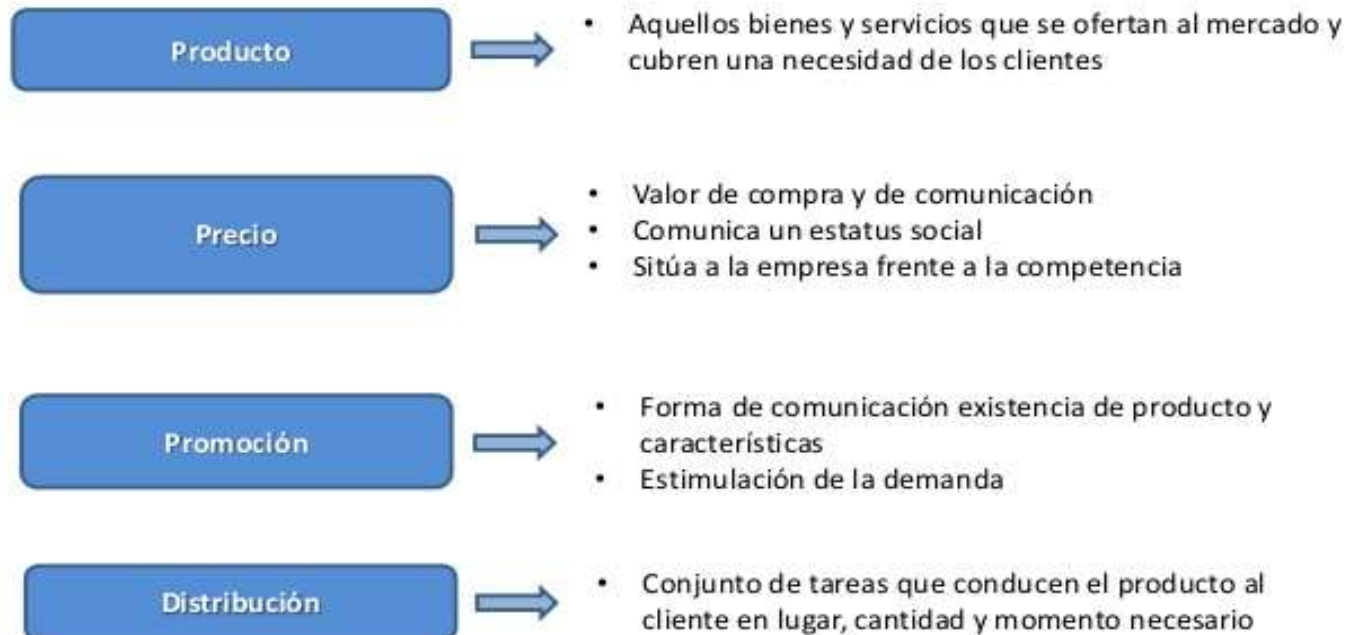 Producto
• Aquellos bienes y servicios que se ofertan al mercado y
cubren una necesidad de los clientes
Precio
• Valor de compra y de comunicación
• Comunica un estatus social
• Sitúa a la empresa frente a la competencia
Promoción
• Forma de comunicación existencia de producto y
característícas
• Estimulación de la demanda
Distribución
• Conjunto de tareas que conducen el producto al
cliente en lugar, cantidad y momento necesario